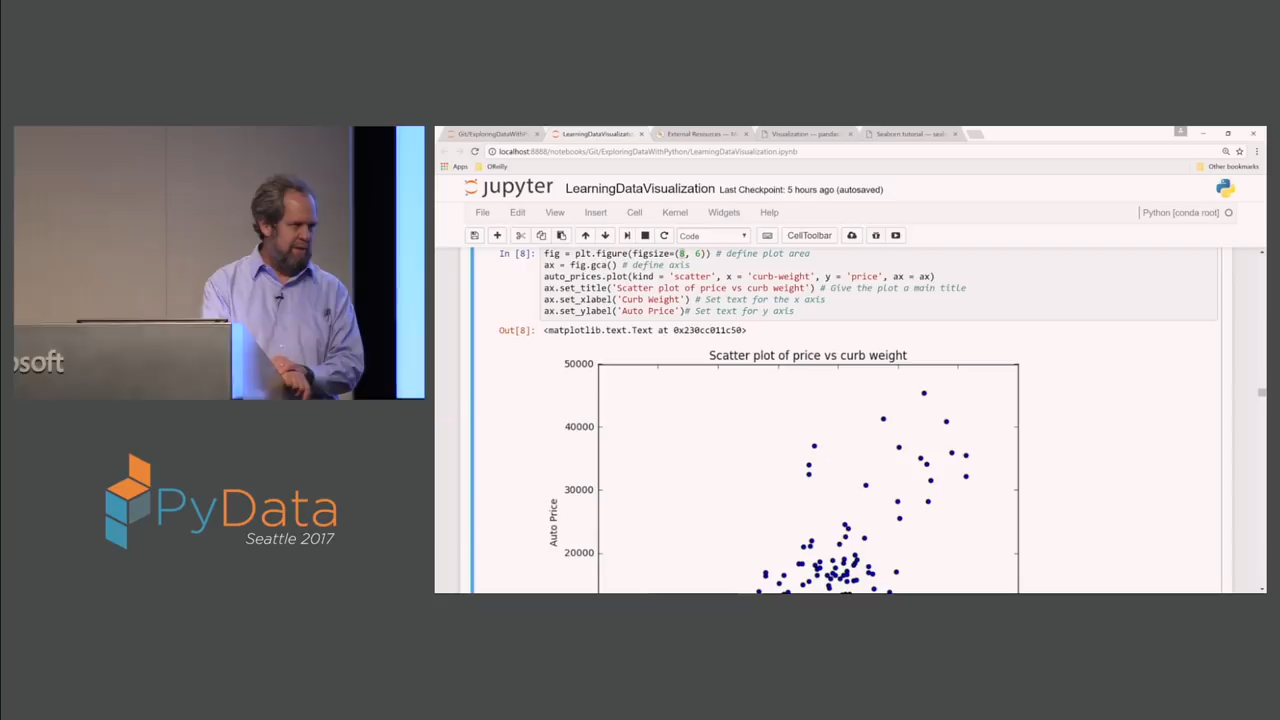 osoft
PyData
Seattle 2017
Git/ExploringDataWithP
LearningDataVisualizatio
External Resources — M
Visualization — pandas
Seaborn tutorial — sea
localhost:8888/notebooks/Git/ExploringDataWithPython/LearningDataVisualization.ipynb
Apps OReilly Other bookmarks
jupyter LearningDataVisualization Last Checkpoint: 5 hours ago (autosaved)
File Edit View Insert Cell Kernel Widgets Help Python [conda root]
Code CellToolbar
In [8]: fig = plt.figure(figsize=(8, 6)) # define plot area
ax = fig.gca() # define axis
auto_prices.plot(kind = 'scatter', x = 'curb-weight', y = 'price', ax = ax)
ax.set_title('Scatter plot of price vs curb weight') # Give the plot a main title
ax.set_xlabel('Curb Weight') # Set text for the x axis
ax.set_ylabel('Auto Price')# Set text for y axis
Out[8]: <matplotlib.text.Text at 0x230cc011c50>
Scatter plot of price vs curb weight
50000
40000
30000
20000
Auto Price